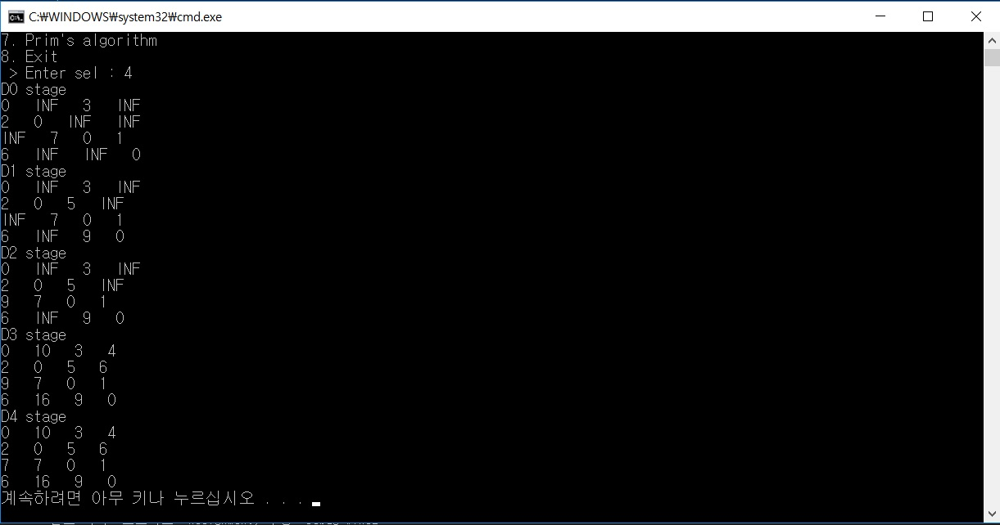 C:₩WINDOWS₩system32₩cmd.exe
7. Prim's algorithm
8. Exit
 > Enter sel : 4
D0 stage
0   INF   3   INF
2   0   INF   INF
INF   7   0   1
6   INF   INF   0
D1 stage
0   INF   3   INF
2   0   5   INF
INF   7   0   1
6   INF   9   0
D2 stage
0   INF   3   INF
2   0   5   INF
9   7   0   1
6   INF   9   0
D3 stage
0   10   3   4
2   0   5   6
9   7   0   1
6   16   9   0
D4 stage
0   10   3   4
2   0   5   6
7   7   0   1
6   16   9   0
계속하려면 아무 키나 누르십시오 . . .